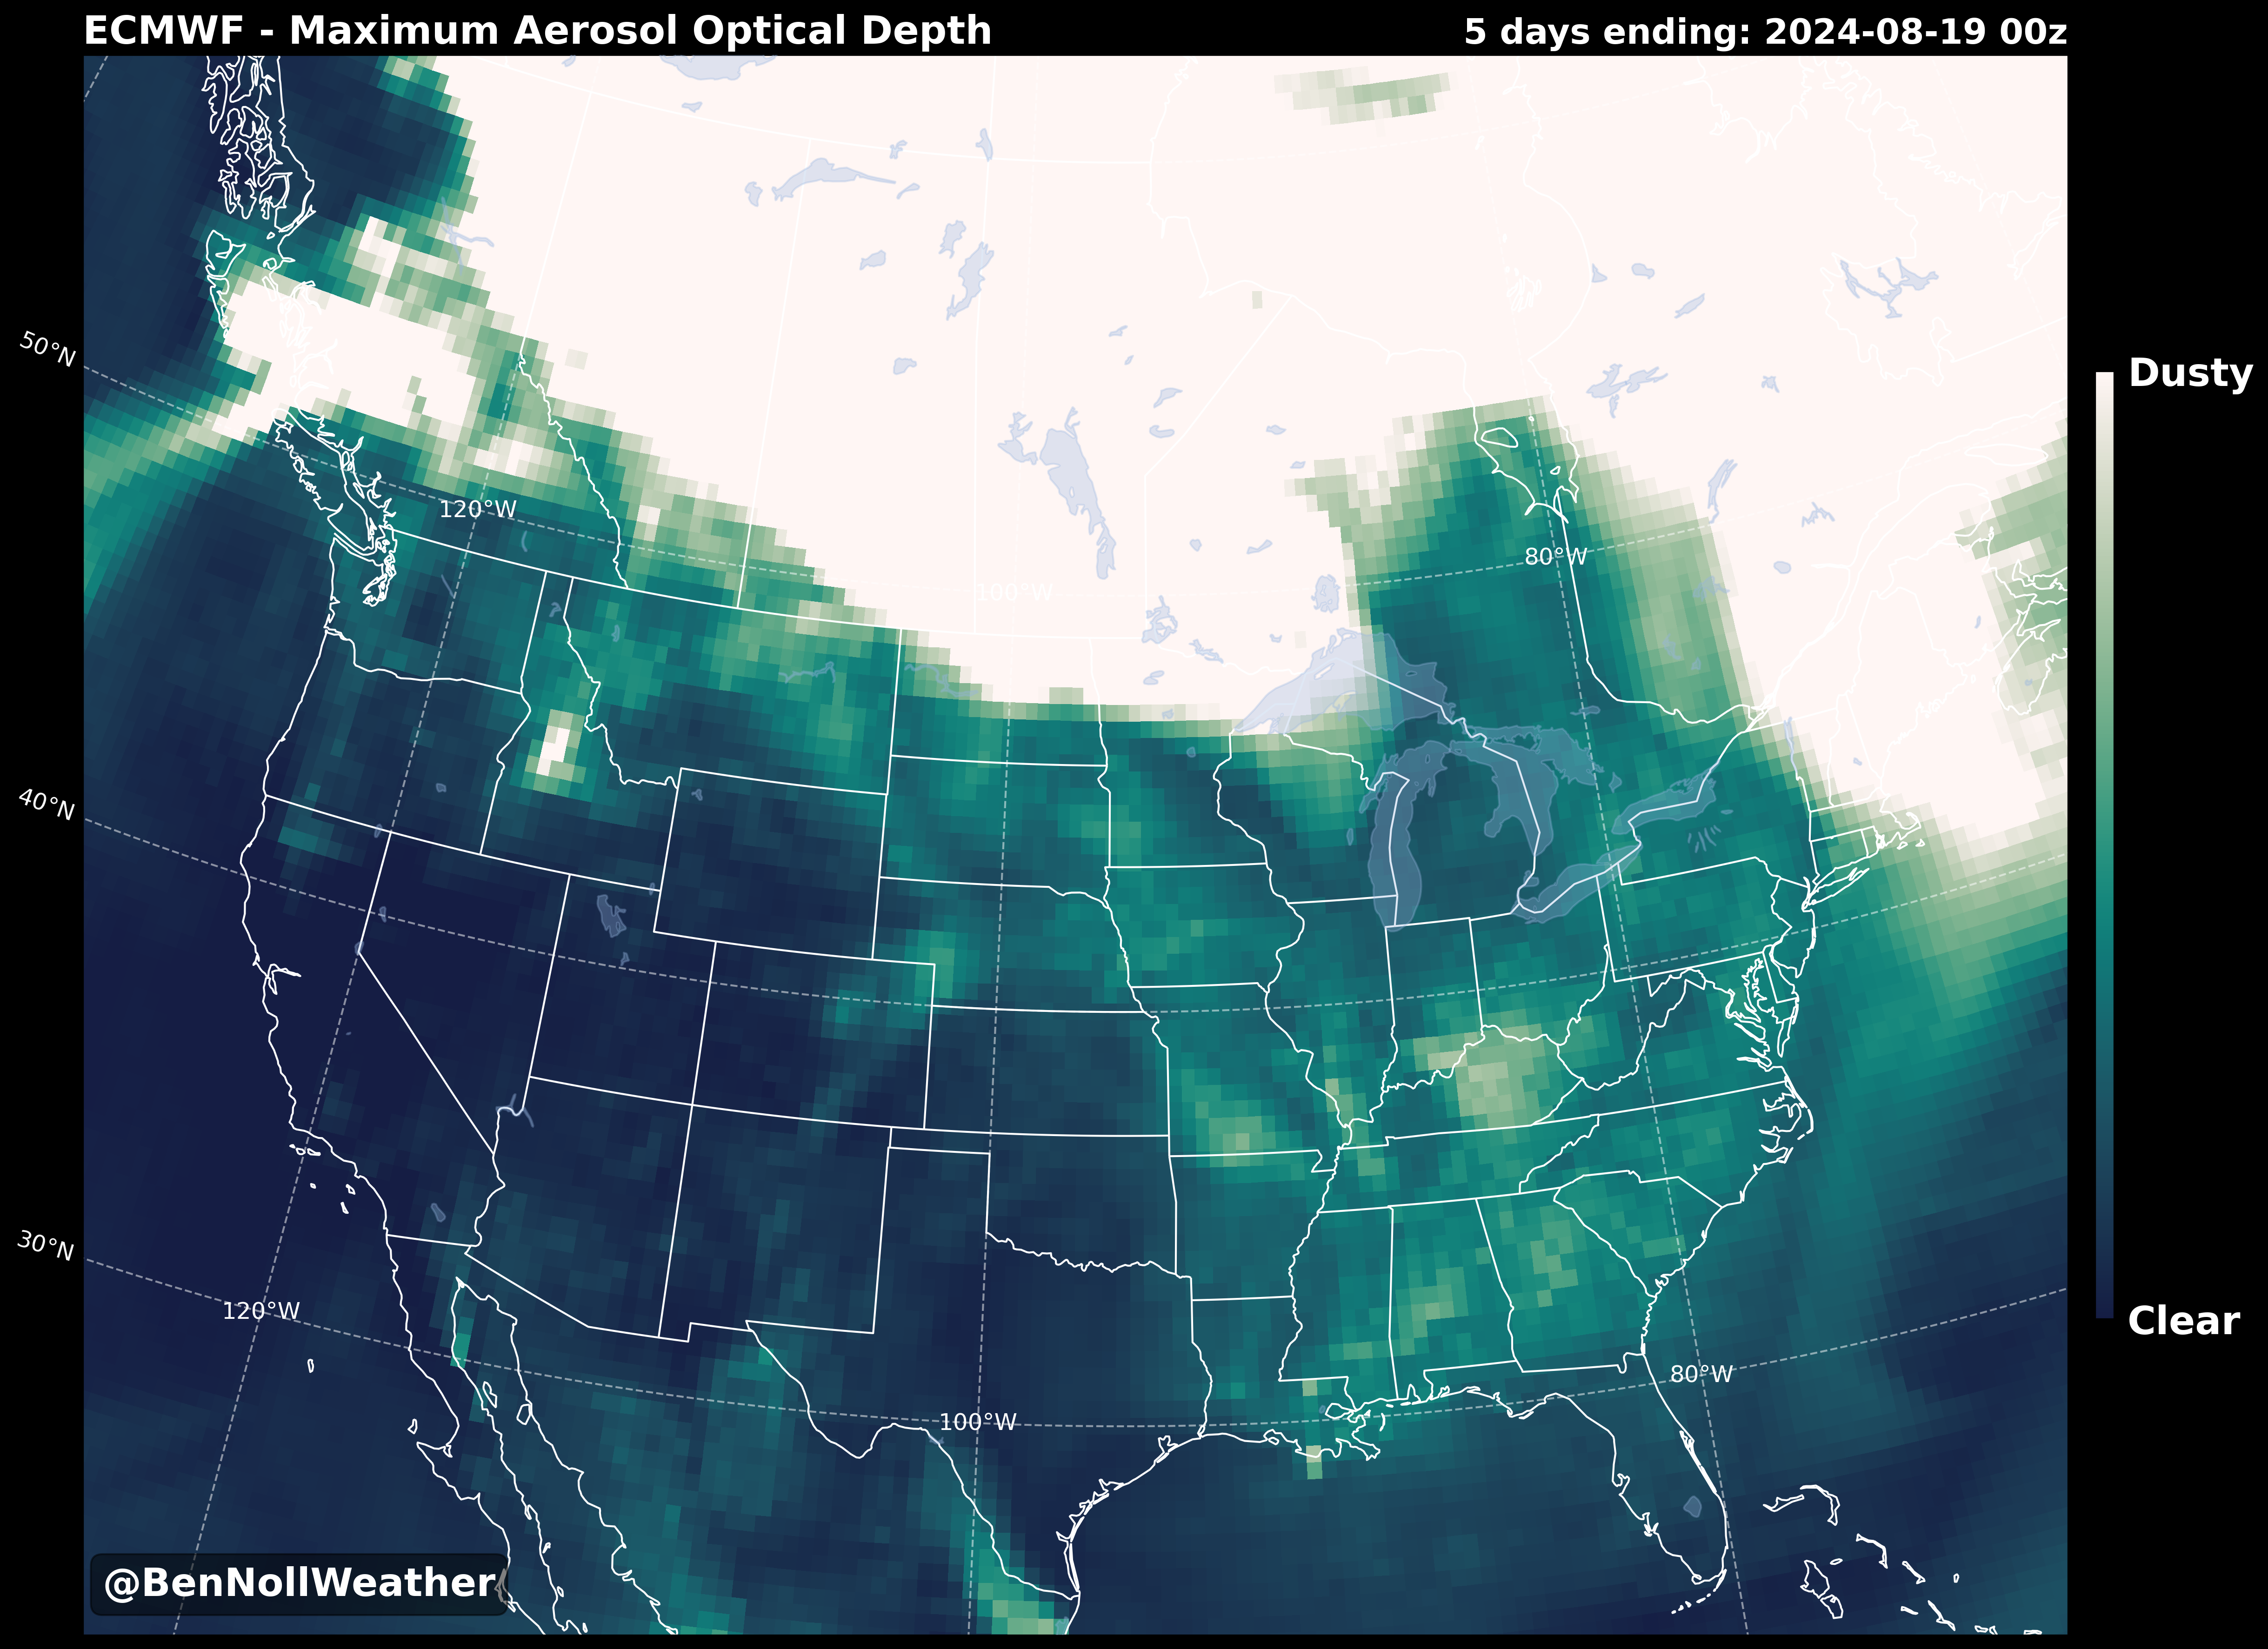 ECMWF - Maximum Aerosol Optical Depth
5 days ending: 2024-08-19 00z
50°N
Dusty
120°W
80°W
100°W
40°N
30°N
120°W
Clear
80°W
100°W
@BenNollWeather